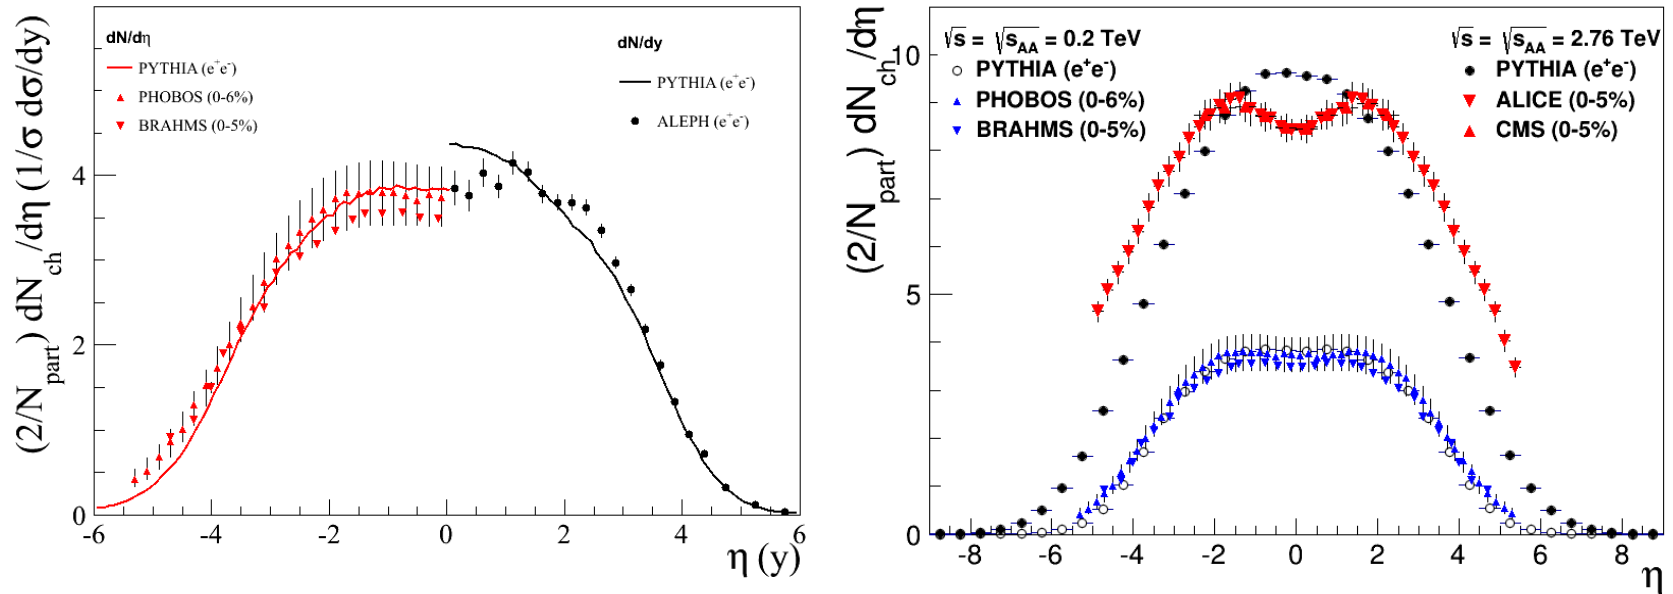 (2/N_part) dN_ch/dη (1/σ dσ/dy)
dN/dη
PYTHIA (e⁺e⁻)
PHOBOS (0-6%)
BRAHMS (0-5%)
dN/dy
PYTHIA (e⁺e⁻)
ALEPH (e⁺e⁻)
4
2
0
-6 -4 -2 0 2 4 6
η (y)
(2/N_part) dN_ch/dη
√s = √s_AA = 0.2 TeV
PYTHIA (e⁺e⁻)
PHOBOS (0-6%)
BRAHMS (0-5%)
√s = √s_AA = 2.76 TeV
PYTHIA (e⁺e⁻)
ALICE (0-5%)
CMS (0-5%)
10
5
0
-8 -6 -4 -2 0 2 4 6 8
η